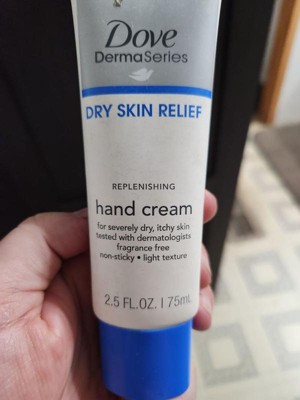 Dove
DermaSeries
DRY SKIN RELIEF
REPLENISHING
hand cream
for severely dry, itchy skin
tested with dermatologists
fragrance free
non-sticky • light texture
2.5 FL.OZ. | 75mL